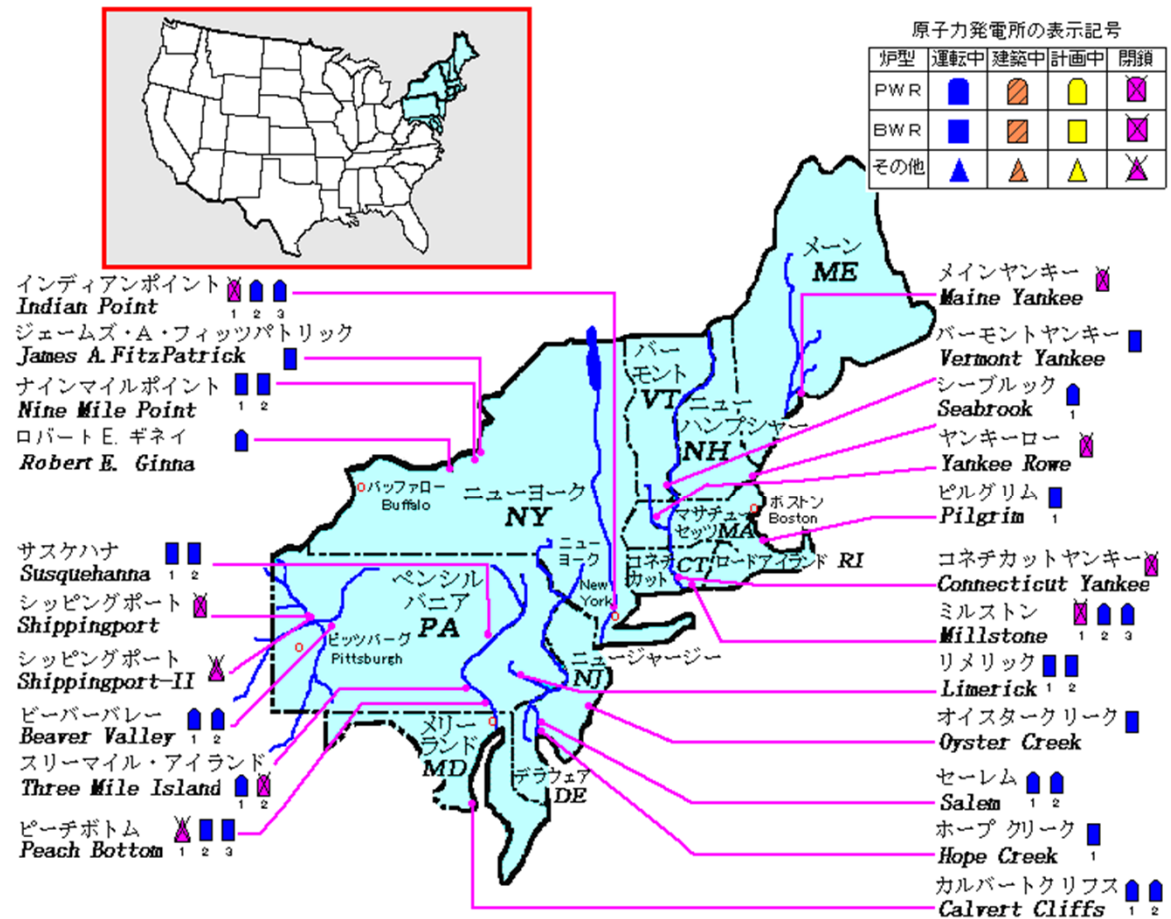 原子力発電所の表示記号
炉型 運転中 建築中 計画中 閉鎖
PWR
BWR
その他
インディアンポイント
Indian Point
1 2 3
ジェームズ・A・フィッツパトリック
James A.FitzPatrick
ナインマイルポイント
Nine Mile Point
1 2
ロバートE. ギネイ
Robert E. Ginna
サスケハナ
Susquehanna
1 2
シッピングポート
Shippingport
シッピングポート
Shippingport-II
ビーバーバレー
Beaver Valley
1 2
スリーマイル・アイランド
Three Mile Island
1 2
ピーチボトム
Peach Bottom
1 2 3
メーン
ME
バー
モント
VT
ニュー
ハンプシャー
NH
バッファロー
Buffalo
ニューヨーク
NY
マサチュー
セッツMA
ボストン
Boston
コネチ
カット
CT
ロードアイランド RI
ニュー
ヨーク
New
York
ペンシル
バニア
PA
ピッツバーグ
Pittsburgh
ニュージャージー
NJ
メリー
ランド
MD
デラウェア
DE
メインヤンキー
Maine Yankee
バーモントヤンキー
Vermont Yankee
シーブルック
Seabrook
1
ヤンキーロー
Yankee Rowe
ピルグリム
Pilgrim
1
コネチカットヤンキー
Connecticut Yankee
ミルストン
Millstone
1 2 3
リメリック
Limerick
1 2
オイスタークリーク
Oyster Creek
セーレム
Salem
1 2
ホープ クリーク
Hope Creek
1
カルバートクリフス
Calvert Cliffs
1 2